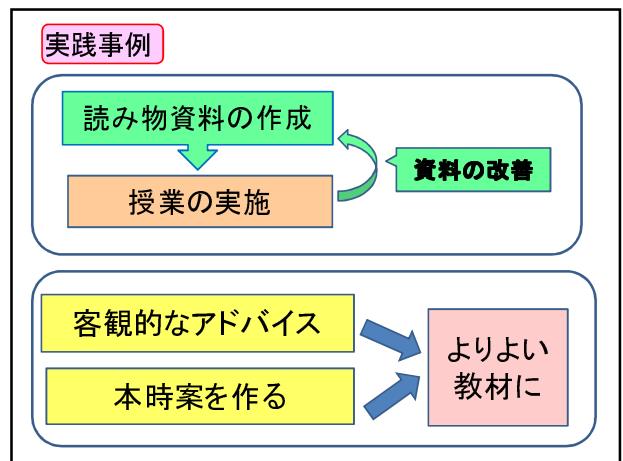 実践事例
読み物資料の作成
授業の実施
資料の改善
客観的なアドバイス
本時案を作る
よりよい
教材に